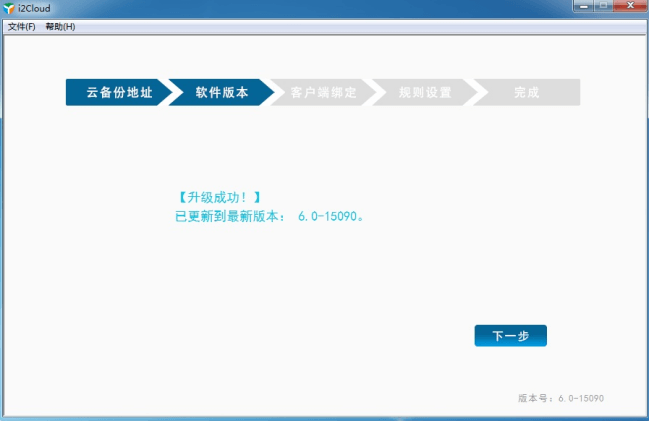 i2Cloud
文件(F) 帮助(H)
云备份地址 软件版本 客户端绑定 规则设置 完成
【升级成功！】
已更新到最新版本： 6.0-15090。
下一步
版本号：6.0-15090